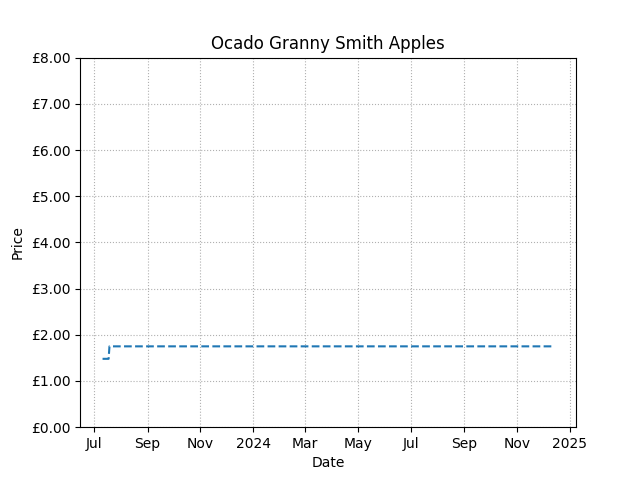 Ocado Granny Smith Apples
£8.00
£7.00
£6.00
£5.00
£4.00
£3.00
£2.00
£1.00
£0.00
Price
Jul Sep Nov 2024 Mar May Jul Sep Nov 2025
Date